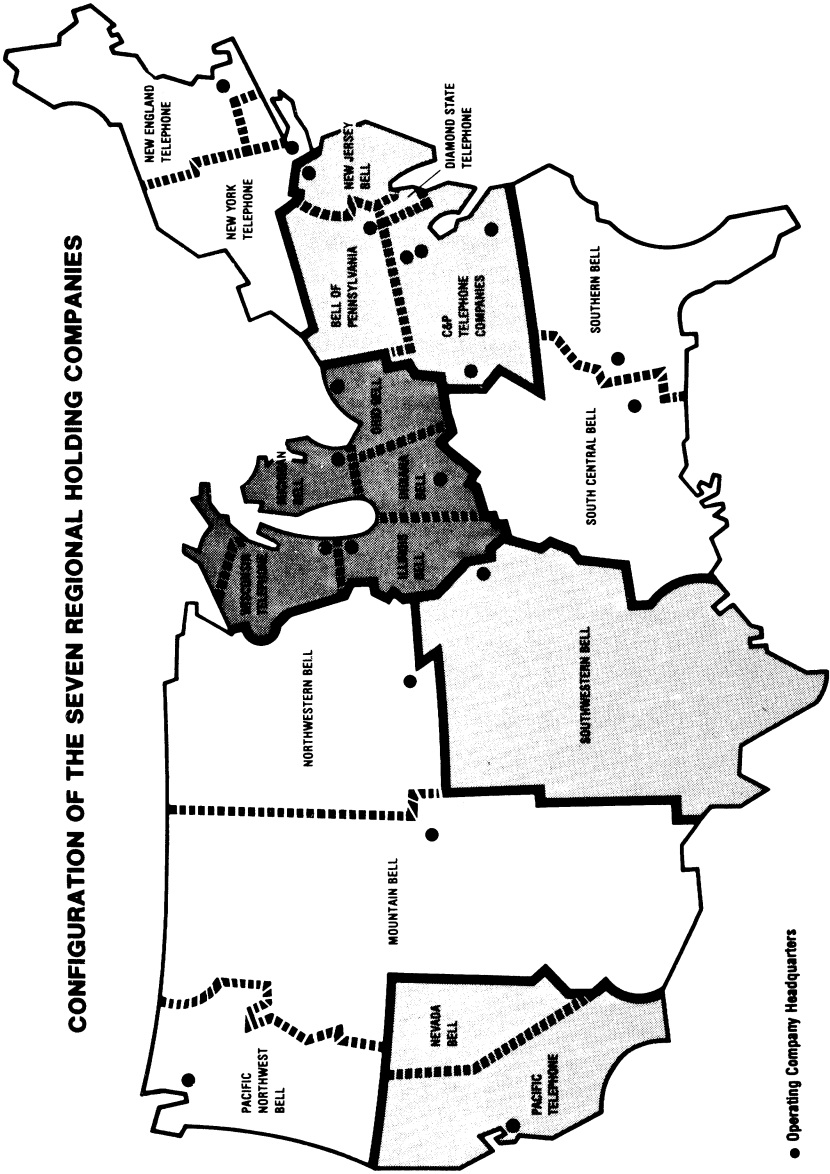 CONFIGURATION OF THE SEVEN REGIONAL HOLDING COMPANIES
PACIFIC
NORTHWEST
BELL
NEVADA
BELL
PACIFIC
TELEPHONE
MOUNTAIN BELL
NORTHWESTERN BELL
SOUTHWESTERN BELL
WISCONSIN
TELEPHONE
ILLINOIS
BELL
MICHIGAN
BELL
INDIANA
BELL
OHIO BELL
SOUTH CENTRAL BELL
SOUTHERN BELL
C&P
TELEPHONE
COMPANIES
BELL OF
PENNSYLVANIA
NEW JERSEY
BELL
DIAMOND STATE
TELEPHONE
NEW YORK
TELEPHONE
NEW ENGLAND
TELEPHONE
● Operating Company Headquarters